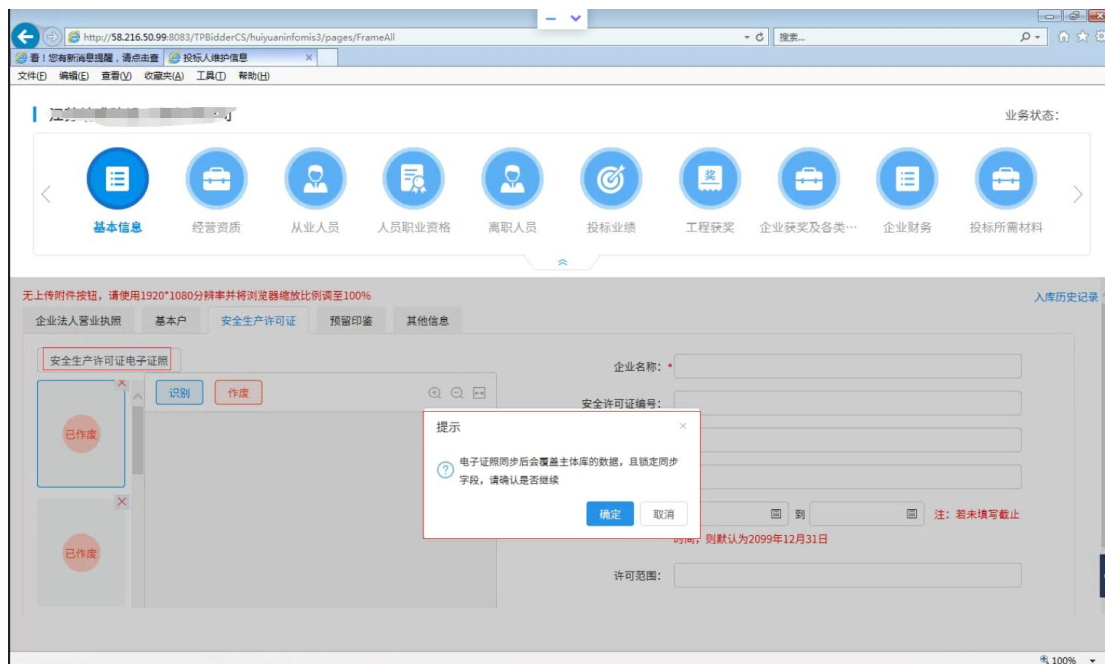 http://58.216.50.99:8083/TPBidderCS/huiyuaninfomis3/pages/FrameAll
搜索...
看！您有新消息提醒，请点击查
投标人维护信息
文件(F) 编辑(E) 查看(V) 收藏夹(A) 工具(T) 帮助(H)
业务状态：
基本信息
经营资质
从业人员
人员职业资格
离职人员
投标业绩
奖
工程获奖
企业获奖及各类…
企业财务
投标所需材料
无上传附件按钮，请使用1920*1080分辨率并将浏览器缩放比例调至100%
入库历史记录
企业法人营业执照
基本户
安全生产许可证
预留印鉴
其他信息
安全生产许可证电子证照
企业名称：*
识别
作废
安全许可证编号：
已作废
提示
电子证照同步后会覆盖主体库的数据，且锁定同步
字段，请确认是否继续
确定
取消
到
注：若未填写截止
时间，则默认为2099年12月31日
已作废
许可范围：
100%